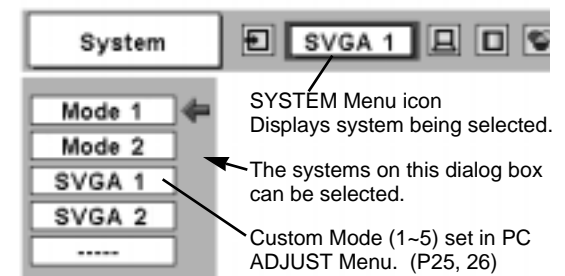 System
SVGA 1
SYSTEM Menu icon
Displays system being selected.
Mode 1
Mode 2
SVGA 1
SVGA 2
-----
The systems on this dialog box
can be selected.
Custom Mode (1~5) set in PC
ADJUST Menu. (P25, 26)